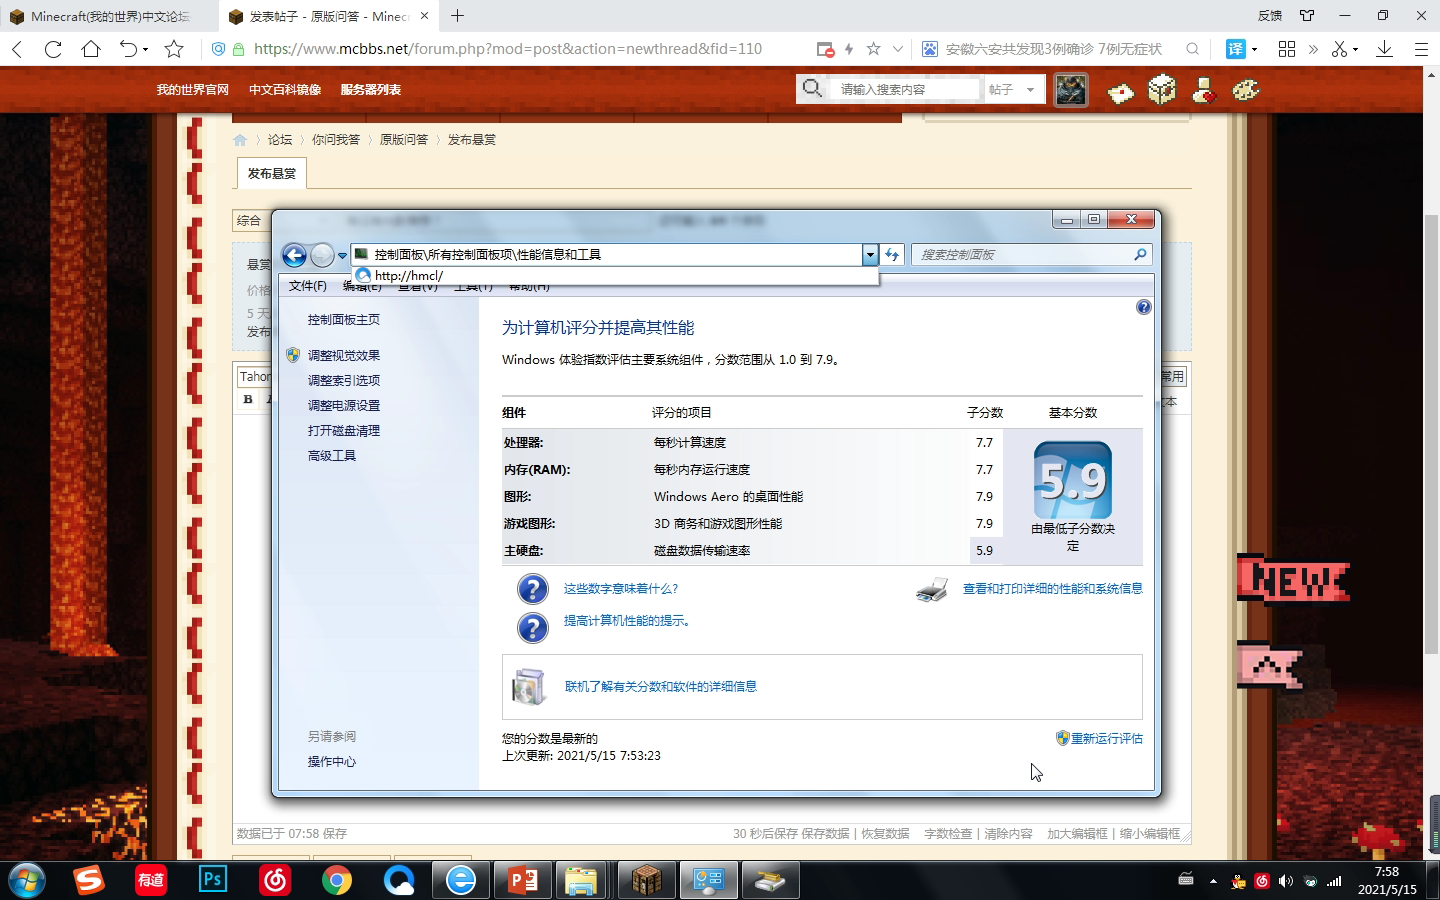 Minecraft(我的世界)中文论坛
发表帖子 - 原版问答 - Minec
反馈
https://www.mcbbs.net/forum.php?mod=post&action=newthread&fid=110
安徽六安共发现3例确诊 7例无症状
译
我的世界官网 中文百科镜像 服务器列表
请输入搜索内容
帖子
论坛 你问我答 原版问答 发布悬赏
发布悬赏
综合
控制面板\所有控制面板项\性能信息和工具
搜索控制面板
http://hmcl/
文件(F) 编辑(E) 查看(V) 工具(T) 帮助(H)
悬赏
价格
5 天
发布
Tahor
常用
B
文本
控制面板主页
调整视觉效果
调整索引选项
调整电源设置
打开磁盘清理
高级工具
为计算机评分并提高其性能
Windows 体验指数评估主要系统组件，分数范围从 1.0 到 7.9。
组件 评分的项目 子分数 基本分数
处理器: 每秒计算速度 7.7
内存(RAM): 每秒内存运行速度 7.7
图形: Windows Aero 的桌面性能 7.9
游戏图形: 3D 商务和游戏图形性能 7.9
主硬盘: 磁盘数据传输速率 5.9
5.9
由最低子分数决
定
这些数字意味着什么?
查看和打印详细的性能和系统信息
提高计算机性能的提示。
联机了解有关分数和软件的详细信息
您的分数是最新的
上次更新: 2021/5/15 7:53:23
重新运行评估
另请参阅
操作中心
NEW
数据已于 07:58 保存
30 秒后保存 保存数据 | 恢复数据 字数检查 | 清除内容 加大编辑框 | 缩小编辑框
有道
Ps
7:58
2021/5/15